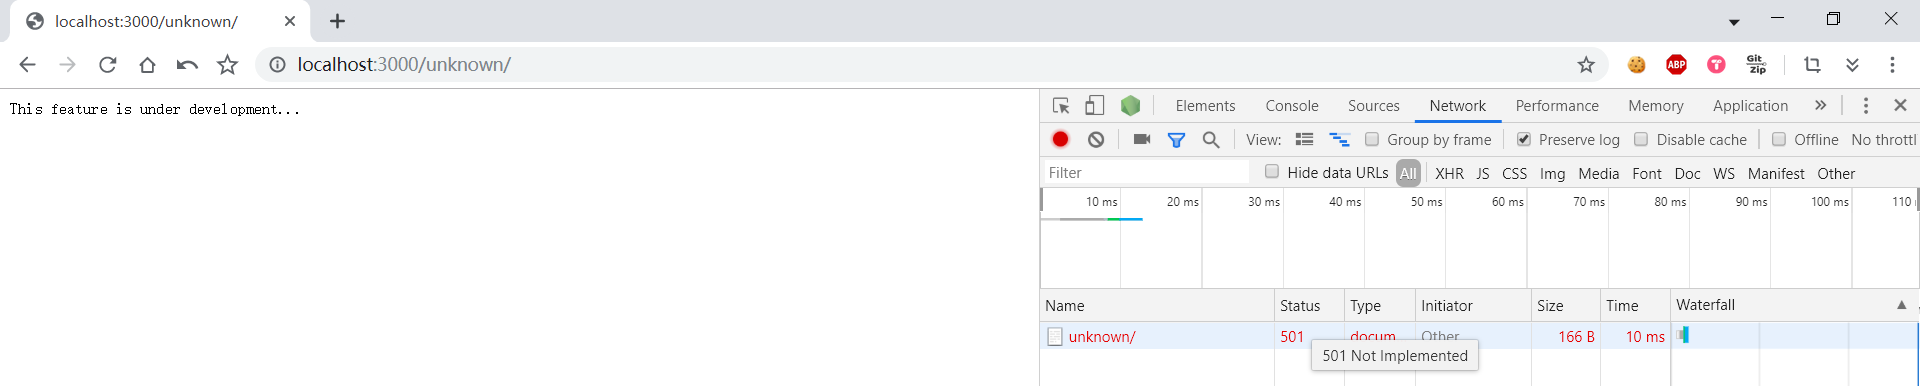 localhost:3000/unknown/
localhost:3000/unknown/
ABP
Git Zip
This feature is under development...
Elements Console Sources Network Performance Memory Application
View: Group by frame Preserve log Disable cache Offline No throttl
Filter Hide data URLs All XHR JS CSS Img Media Font Doc WS Manifest Other
10 ms 20 ms 30 ms 40 ms 50 ms 60 ms 70 ms 80 ms 90 ms 100 ms 110
Name Status Type Initiator Size Time Waterfall
unknown/ 501 docum Other 166 B 10 ms
501 Not Implemented